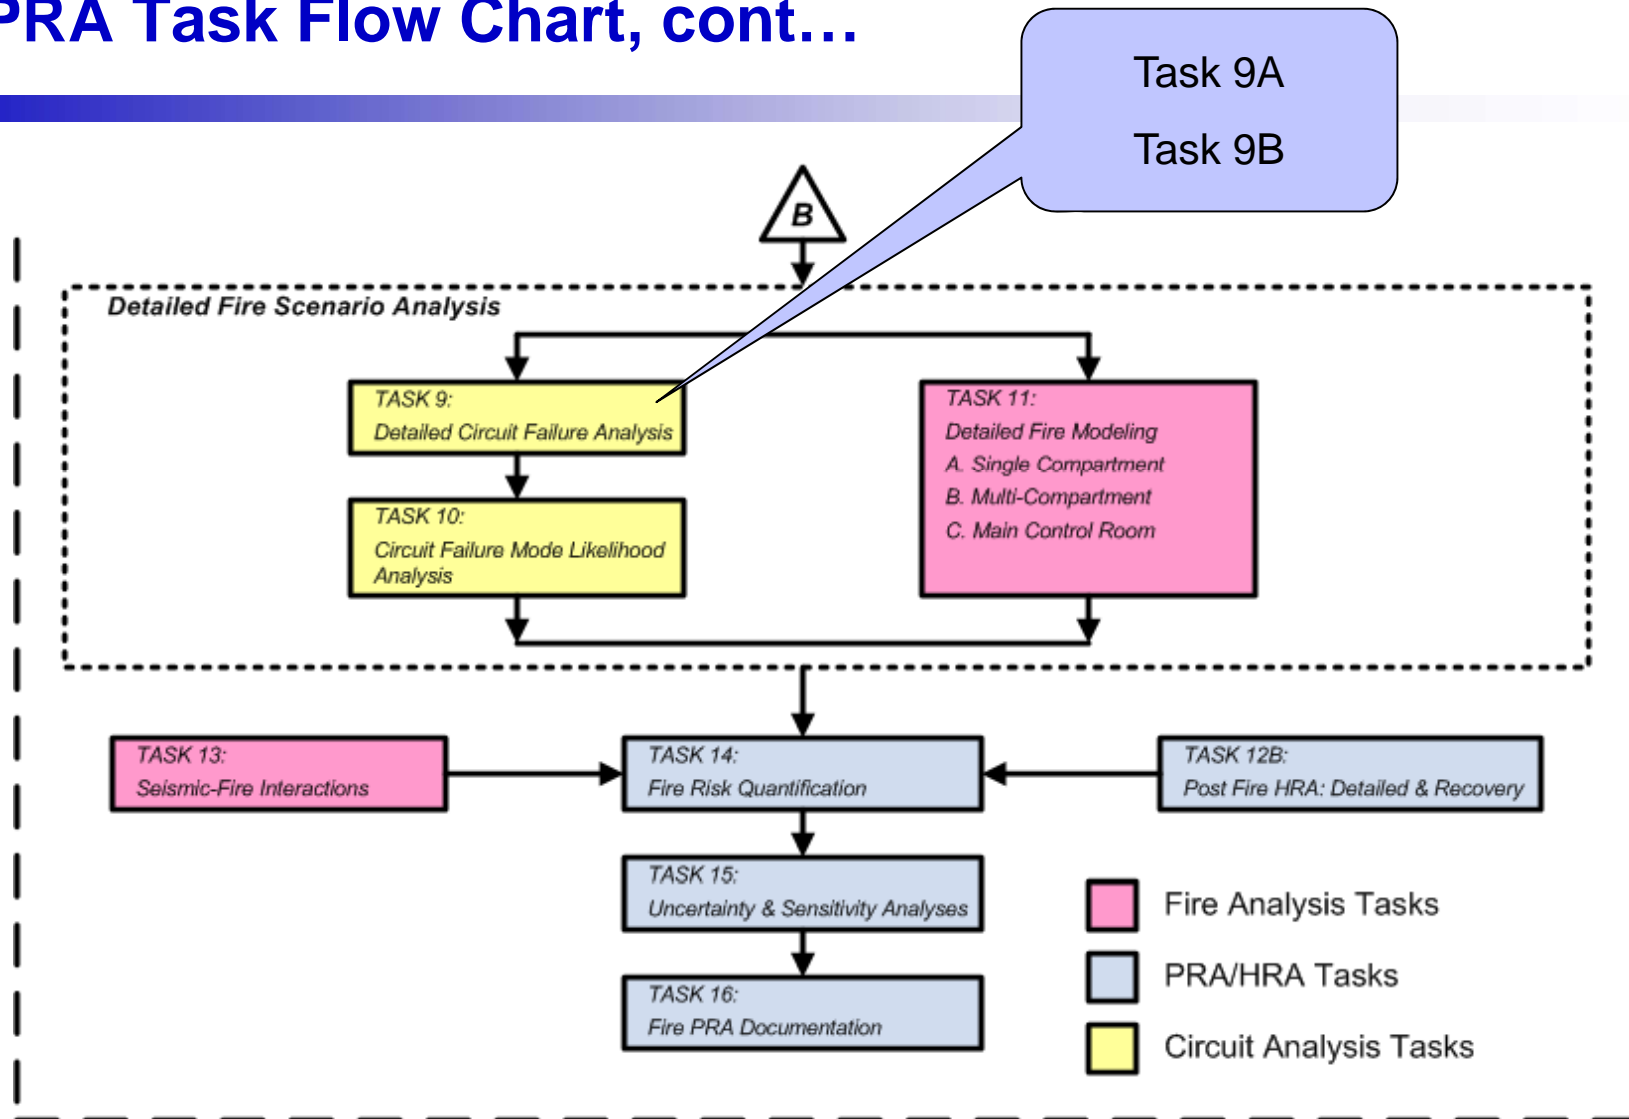 PRA Task Flow Chart, cont…
Task 9A
Task 9B
B
Detailed Fire Scenario Analysis
TASK 9:
Detailed Circuit Failure Analysis
TASK 10:
Circuit Failure Mode Likelihood
Analysis
TASK 11:
Detailed Fire Modeling
A. Single Compartment
B. Multi-Compartment
C. Main Control Room
TASK 13:
Seismic-Fire Interactions
TASK 14:
Fire Risk Quantification
TASK 12B:
Post Fire HRA: Detailed & Recovery
TASK 15:
Uncertainty & Sensitivity Analyses
TASK 16:
Fire PRA Documentation
Fire Analysis Tasks
PRA/HRA Tasks
Circuit Analysis Tasks